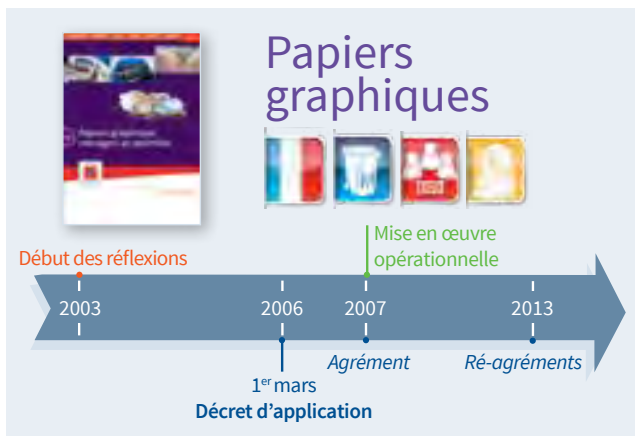 Papiers
graphiques
Mise en œuvre
opérationnelle
Début des réflexions
2003
2006
2007
2013
Agrément
Ré-agréments
1er mars
Décret d’application